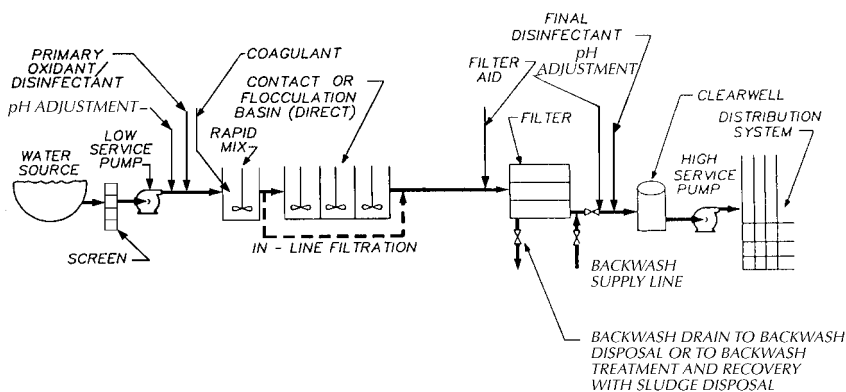 PRIMARY
OXIDANT/
DISINFECTANT
pH ADJUSTMENT
COAGULANT
CONTACT OR
FLOCCULATION
BASIN (DIRECT)
RAPID
MIX
LOW
SERVICE
PUMP
WATER
SOURCE
SCREEN
IN - LINE FILTRATION
FINAL
DISINFECTANT
pH
ADJUSTMENT
FILTER
AID
FILTER
CLEARWELL
DISTRIBUTION
SYSTEM
HIGH
SERVICE
PUMP
BACKWASH
SUPPLY LINE
BACKWASH DRAIN TO BACKWASH
DISPOSAL OR TO BACKWASH
TREATMENT AND RECOVERY
WITH SLUDGE DISPOSAL